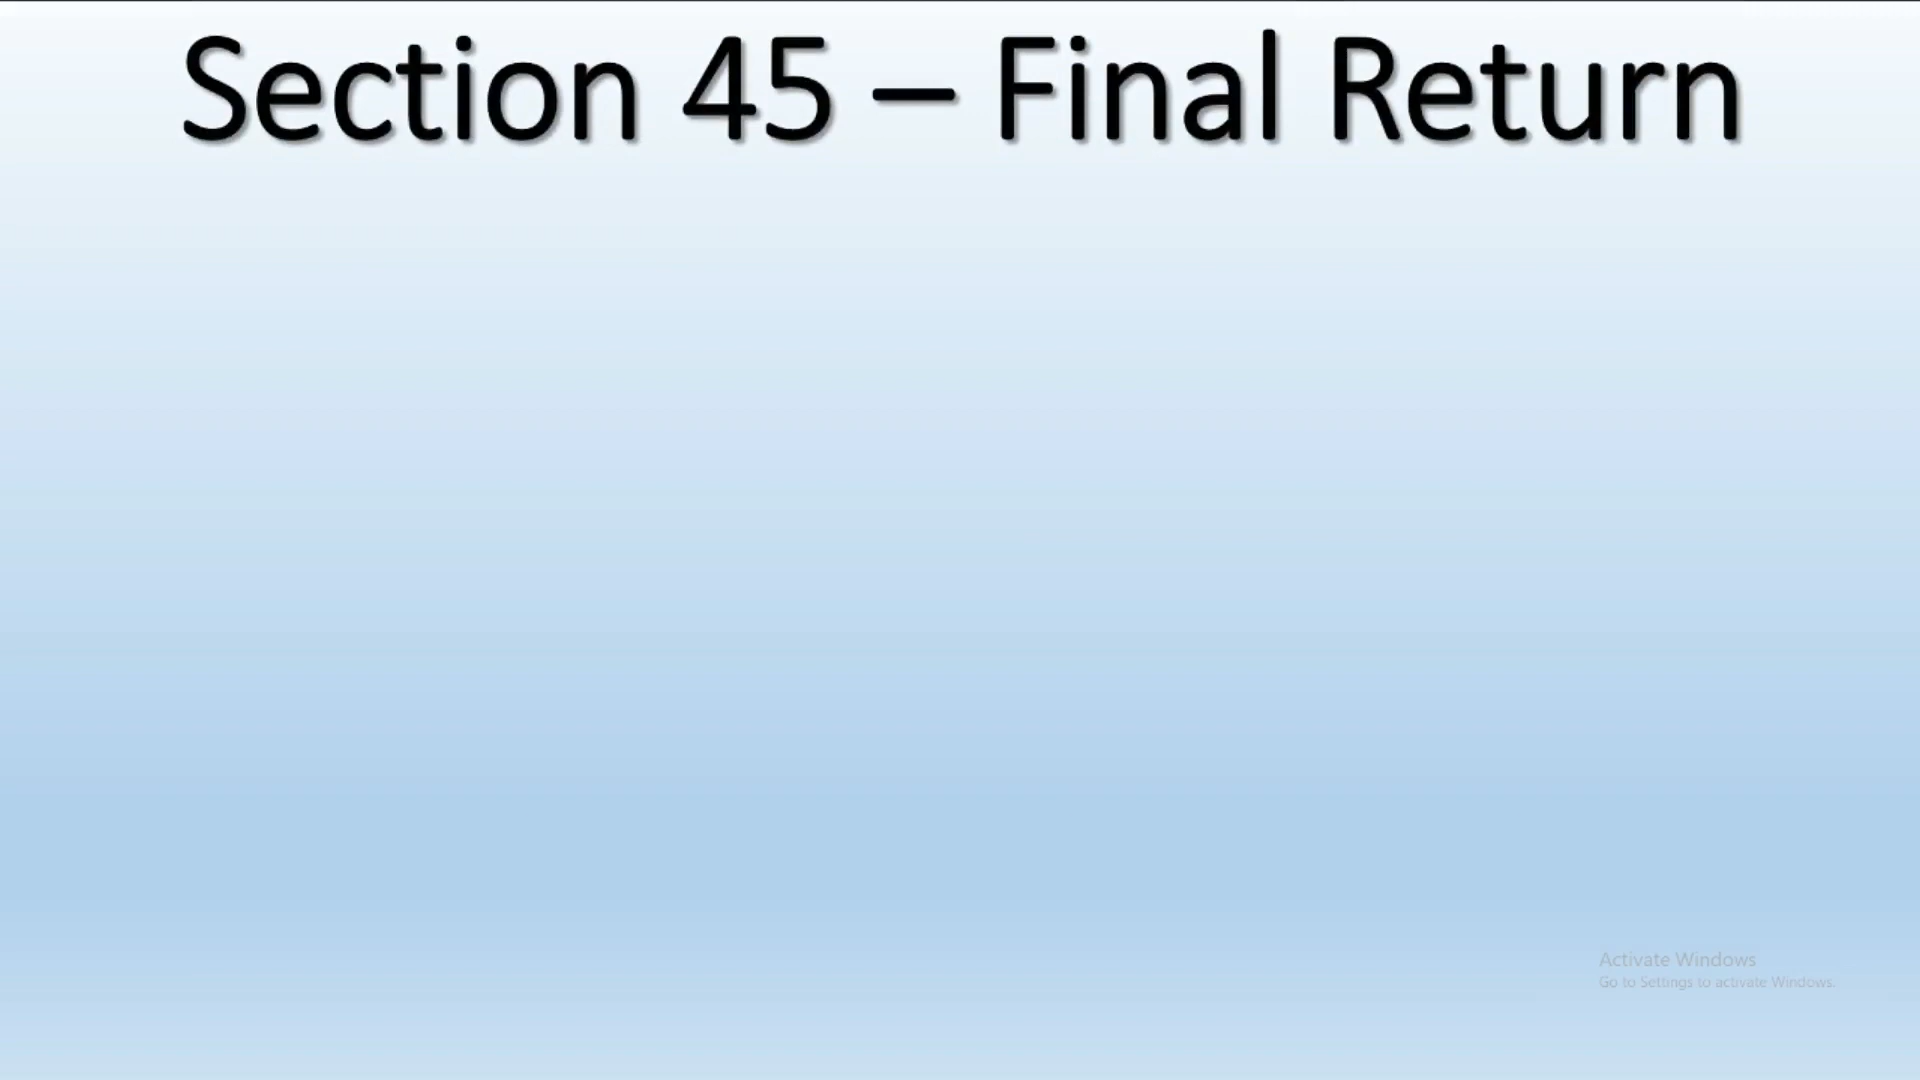 Section 45 – Final Return
Activate Windows
Go to Settings to activate Windows.